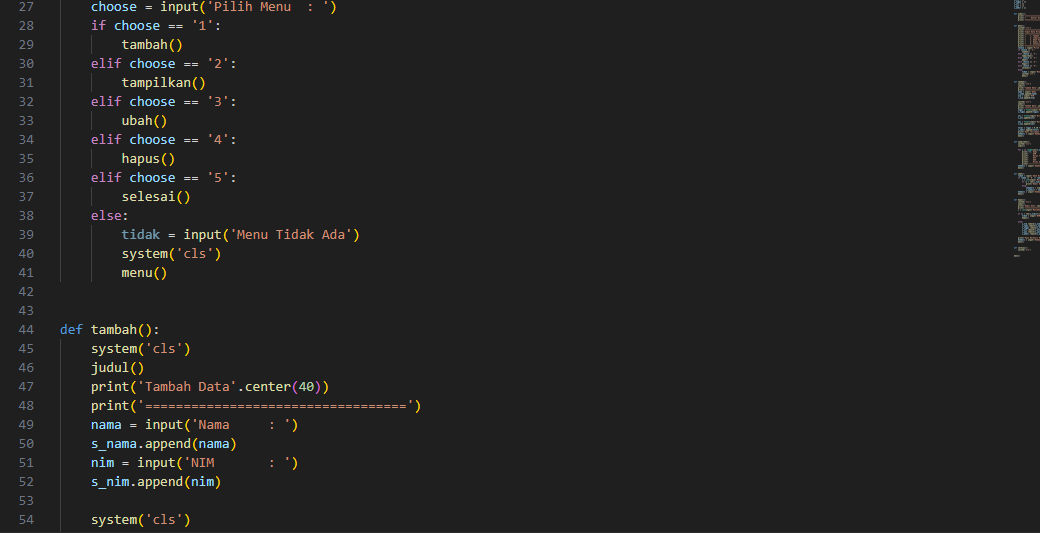 27 choose = input('Pilih Menu  : ')
28 if choose == '1':
29     tambah()
30 elif choose == '2':
31     tampilkan()
32 elif choose == '3':
33     ubah()
34 elif choose == '4':
35     hapus()
36 elif choose == '5':
37     selesai()
38 else:
39     tidak = input('Menu Tidak Ada')
40     system('cls')
41     menu()
42
43
44 def tambah():
45     system('cls')
46     judul()
47     print('Tambah Data'.center(40))
48     print('==================================')
49     nama = input('Nama     : ')
50     s_nama.append(nama)
51     nim = input('NIM       : ')
52     s_nim.append(nim)
53
54     system('cls')